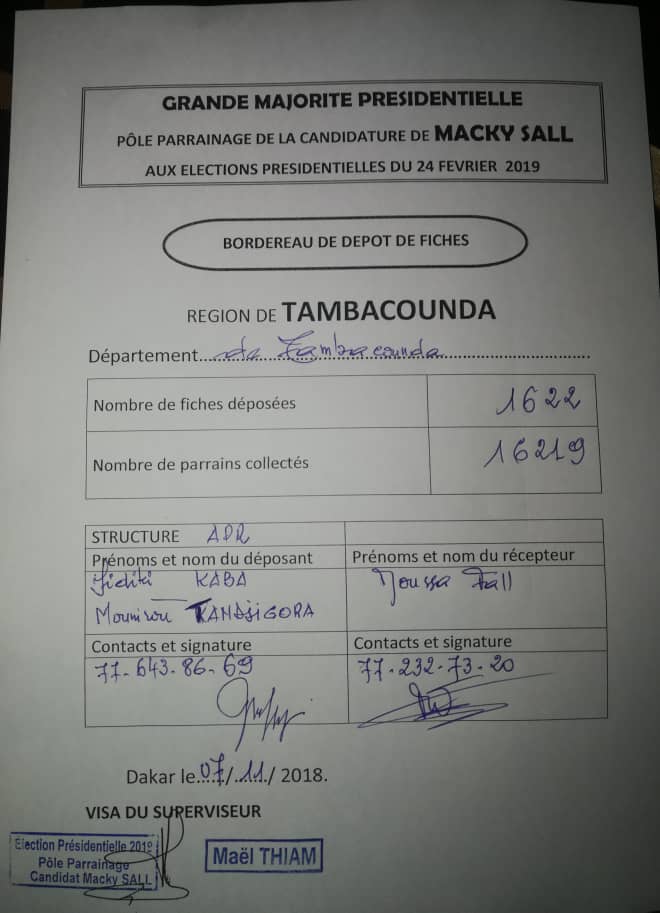 GRANDE MAJORITE PRESIDENTIELLE
PÔLE PARRAINAGE DE LA CANDIDATURE DE MACKY SALL
AUX ELECTIONS PRESIDENTIELLES DU 24 FEVRIER 2019
BORDEREAU DE DEPOT DE FICHES
REGION DE TAMBACOUNDA
Département....de Tambacounda....
Nombre de fiches déposées 1622
Nombre de parrains collectés 16219
STRUCTURE ADR
Prénoms et nom du déposant Prénoms et nom du récepteur
KABA Moussa Fall
Mounirou TANDJIGORA
Contacts et signature Contacts et signature
77-643-86-69 77-232-73-20
Dakar le..07../..11../ 2018.
VISA DU SUPERVISEUR
Election Présidentielle 2019
Pôle Parrainage
Candidat Macky SALL
Maël THIAM